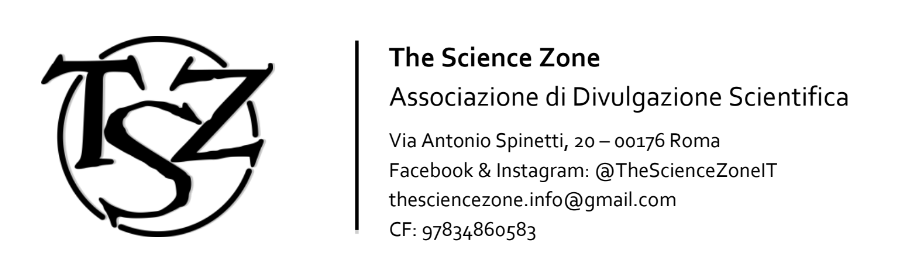 TSZ
The Science Zone
Associazione di Divulgazione Scientifica
Via Antonio Spinetti, 20 – 00176 Roma
Facebook & Instagram: @TheScienceZoneIT
thesciencezone.info@gmail.com
CF: 97834860583